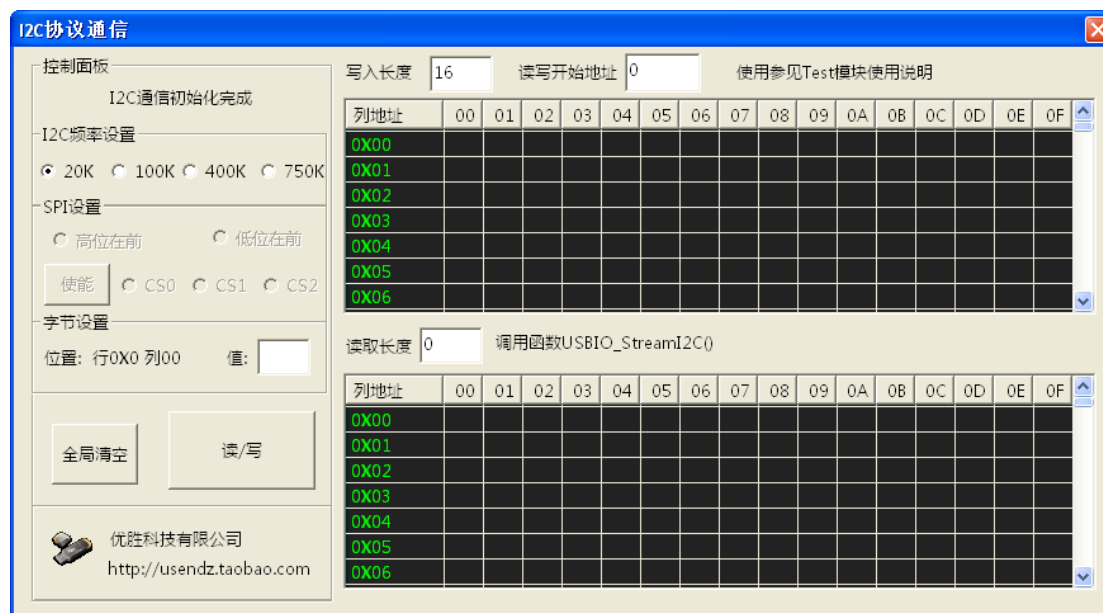 I2C协议通信
控制面板
I2C通信初始化完成
I2C频率设置
20K 100K 400K 750K
SPI设置
高位在前 低位在前
使能 CS0 CS1 CS2
字节设置
位置: 行0X0 列00 值:
全局清空 读/写
优胜科技有限公司
http://usendz.taobao.com
写入长度 16 读写开始地址 0 使用参见Test模块使用说明
列地址 00 01 02 03 04 05 06 07 08 09 0A 0B 0C 0D 0E 0F
0X00
0X01
0X02
0X03
0X04
0X05
0X06
读取长度 0 调用函数USBIO_StreamI2C()
列地址 00 01 02 03 04 05 06 07 08 09 0A 0B 0C 0D 0E 0F
0X00
0X01
0X02
0X03
0X04
0X05
0X06